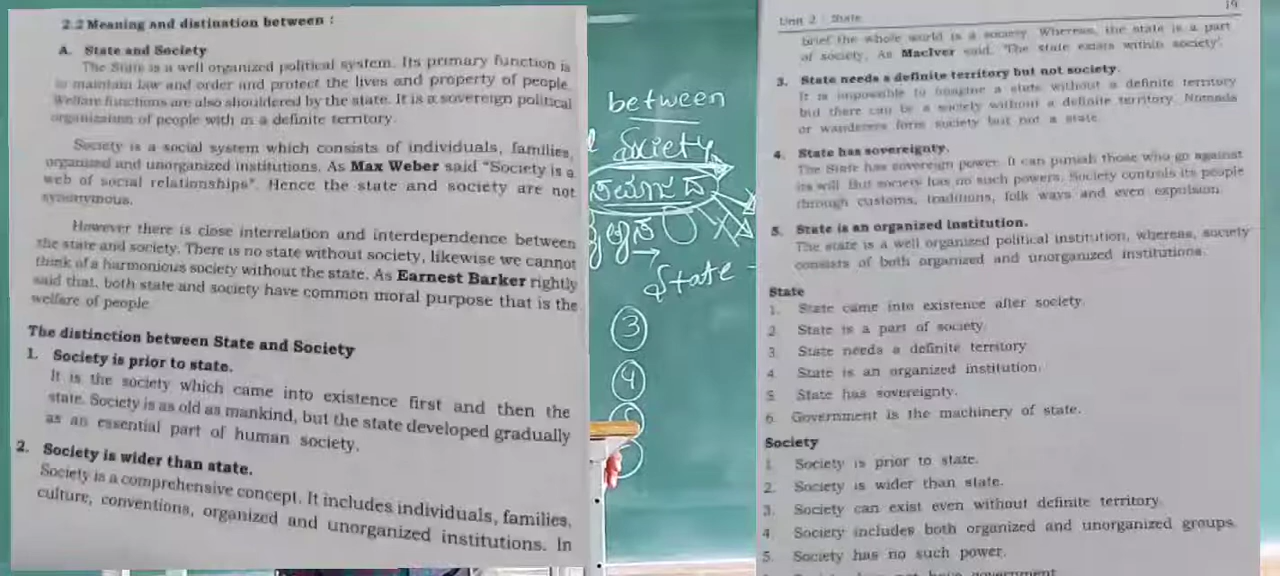 2.2 Meaning and distination between :
A. State and Society
The State is a well organized political system. Its primary function is
to maintain law and order and protect the lives and property of people.
Welfare functions are also shouldered by the state. It is a sovereign political
organization of people with in a definite territory.
Society is a social system which consists of individuals, families,
organized and unorganized institutions. As Max Weber said "Society is a
web of social relationships". Hence the state and society are not
synonymous.
However there is close interrelation and interdependence between
the state and society. There is no state without society, likewise we cannot
think of a harmonious society without the state. As Earnest Barker rightly
said that, both state and society have common moral purpose that is the
welfare of people.
The distinction between State and Society
1. Society is prior to state.
It is the society which came into existence first and then the
state. Society is as old as mankind, but the state developed gradually
as an essential part of human society.
2. Society is wider than state.
Society is a comprehensive concept. It includes individuals, families,
culture, conventions, organized and unorganized institutions. In
between
Society
State
3
4
Unit 2 State
19
brief the whole world is a society. Whereas, the state is a part
of society. As MacIver said. 'The state exists within society'.
3. State needs a definite territory but not society.
It is impossible to imagine a state without a definite territory
but there can be a society without a definite territory. Nomads
or wanderers form society but not a state.
4. State has sovereignty.
The State has sovereign power. It can punish those who go against
its will. But society has no such powers. Society controls its people
through customs, traditions, folk ways and even expulsion.
5. State is an organized institution.
The state is a well organized political institution, whereas, society
consists of both organized and unorganized institutions.
State
1. State came into existence after society.
2. State is a part of society.
3. State needs a definite territory
4. State is an organized institution.
5. State has sovereignty.
6. Government is the machinery of state.
Society
1. Society is prior to state.
2. Society is wider than state.
3. Society can exist even without definite territory.
4. Society includes both organized and unorganized groups.
5. Society has no such power.